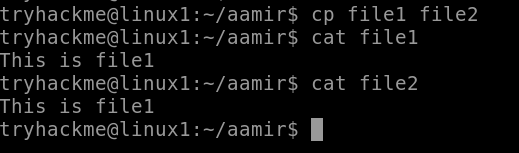 tryhackme@linux1:~/aamir$ cp file1 file2
tryhackme@linux1:~/aamir$ cat file1
This is file1
tryhackme@linux1:~/aamir$ cat file2
This is file1
tryhackme@linux1:~/aamir$